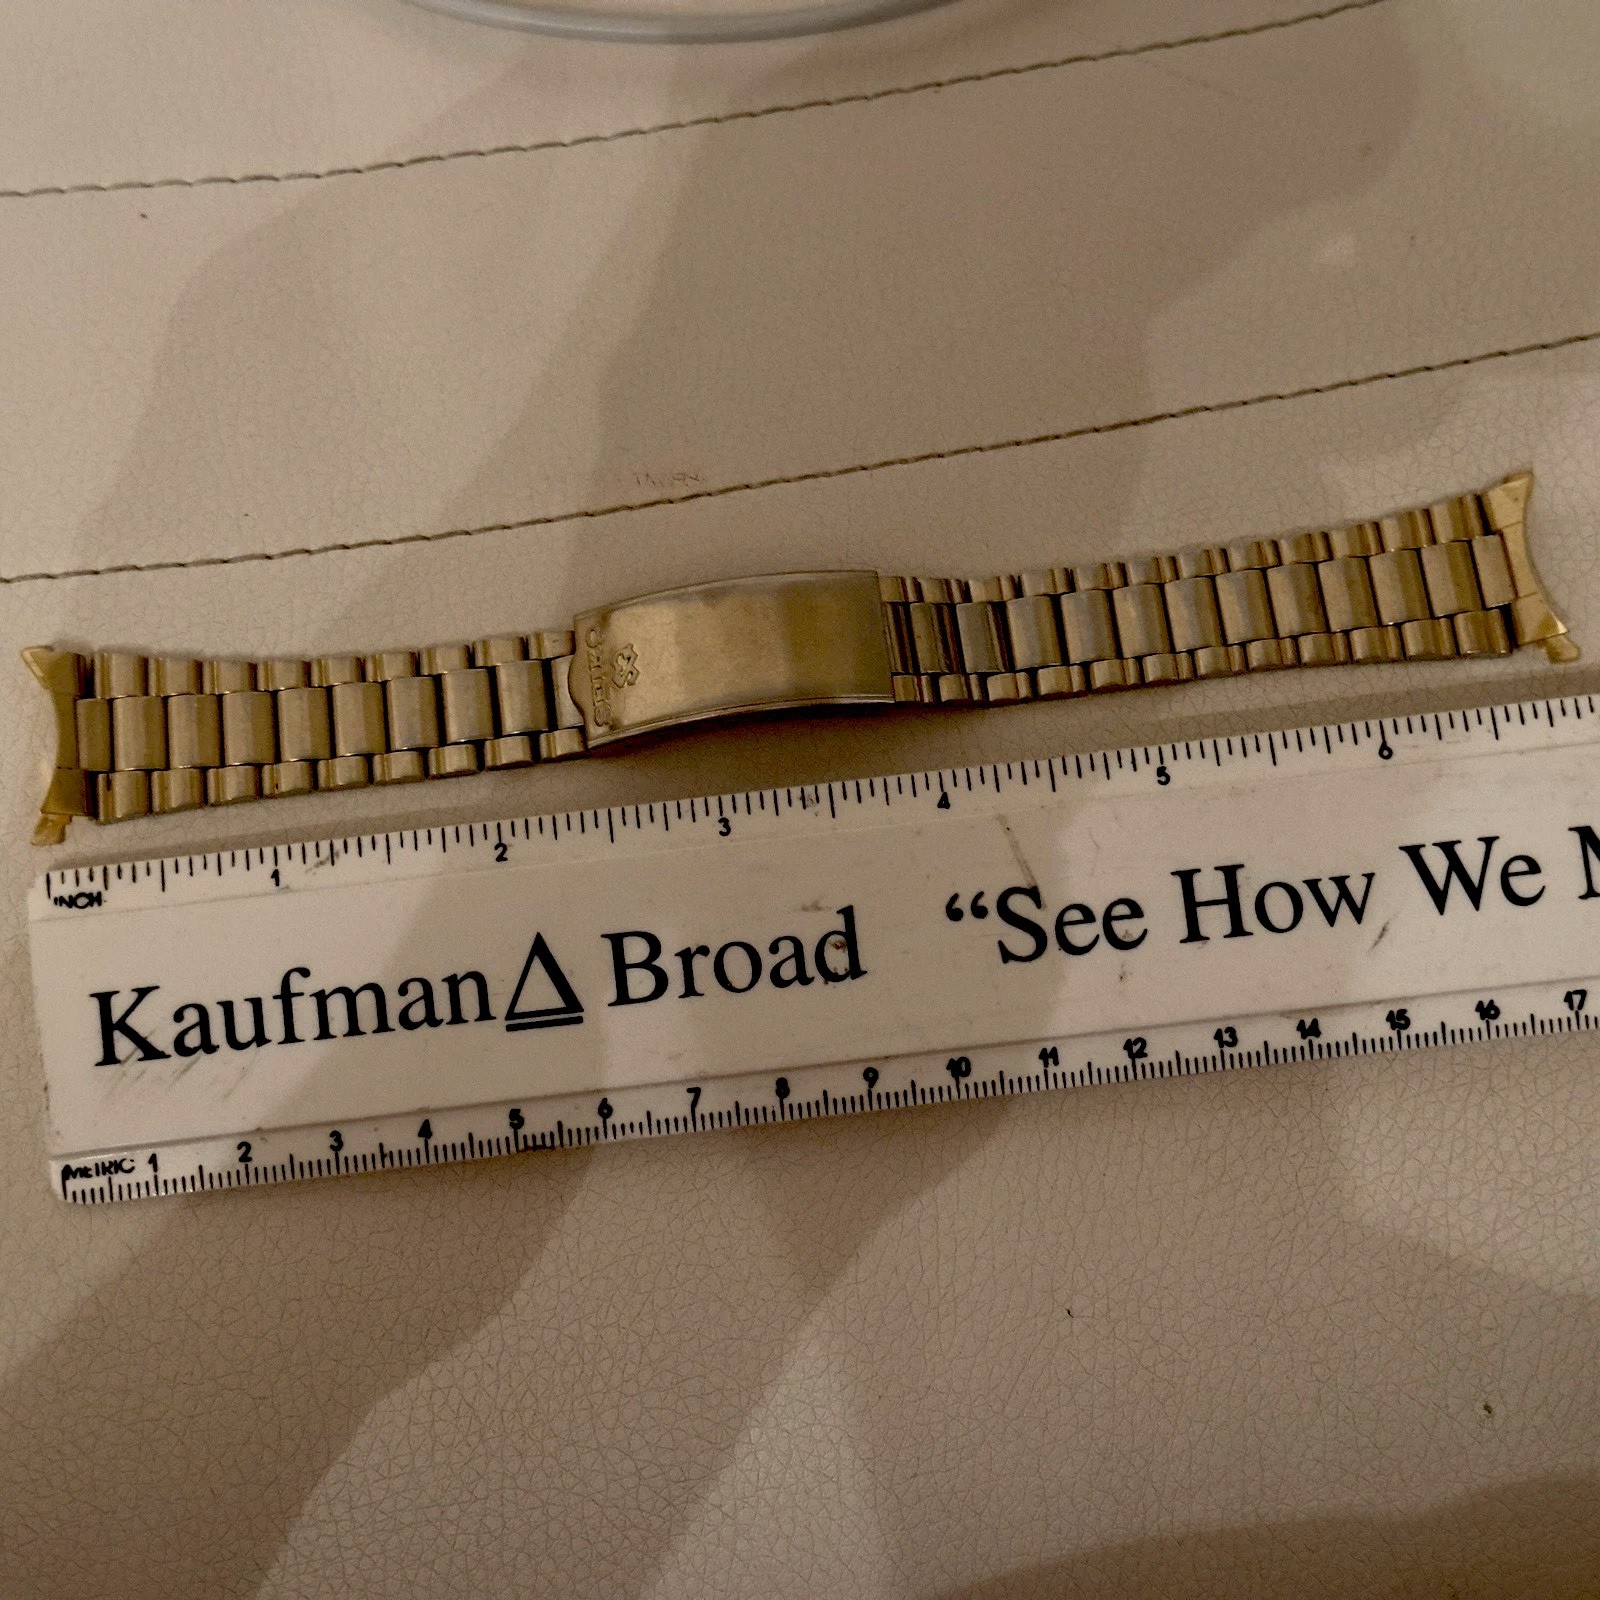 SEIKO
1 2 3 4 5 6
INCH
Kaufman Broad “See How We
METRIC 1 2 3 4 5 6 7 8 9 10 11 12 13 14 15 16 17